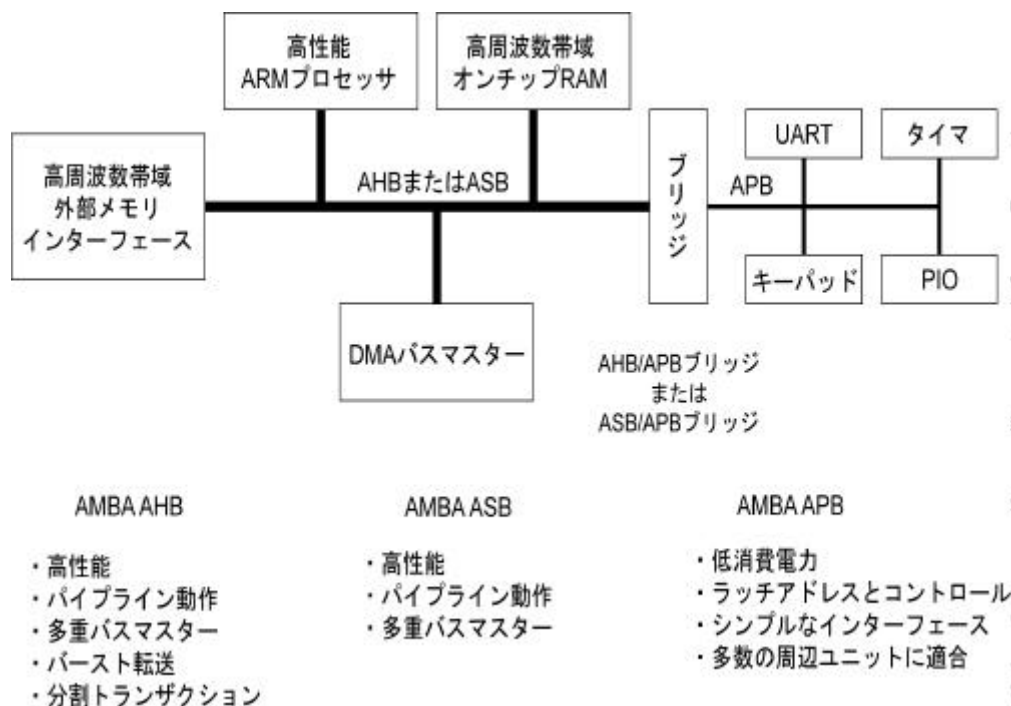 高性能
ARMプロセッサ
高周波数帯域
オンチップRAM
高周波数帯域
外部メモリ
インターフェース
AHBまたはASB
ブリッジ
UART
タイマ
APB
キーパッド
PIO
DMAバスマスター
AHB/APBブリッジ
または
ASB/APBブリッジ
AMBA AHB
・高性能
・パイプライン動作
・多重バスマスター
・バースト転送
・分割トランザクション
AMBA ASB
・高性能
・パイプライン動作
・多重バスマスター
AMBA APB
・低消費電力
・ラッチアドレスとコントロール
・シンプルなインターフェース
・多数の周辺ユニットに適合